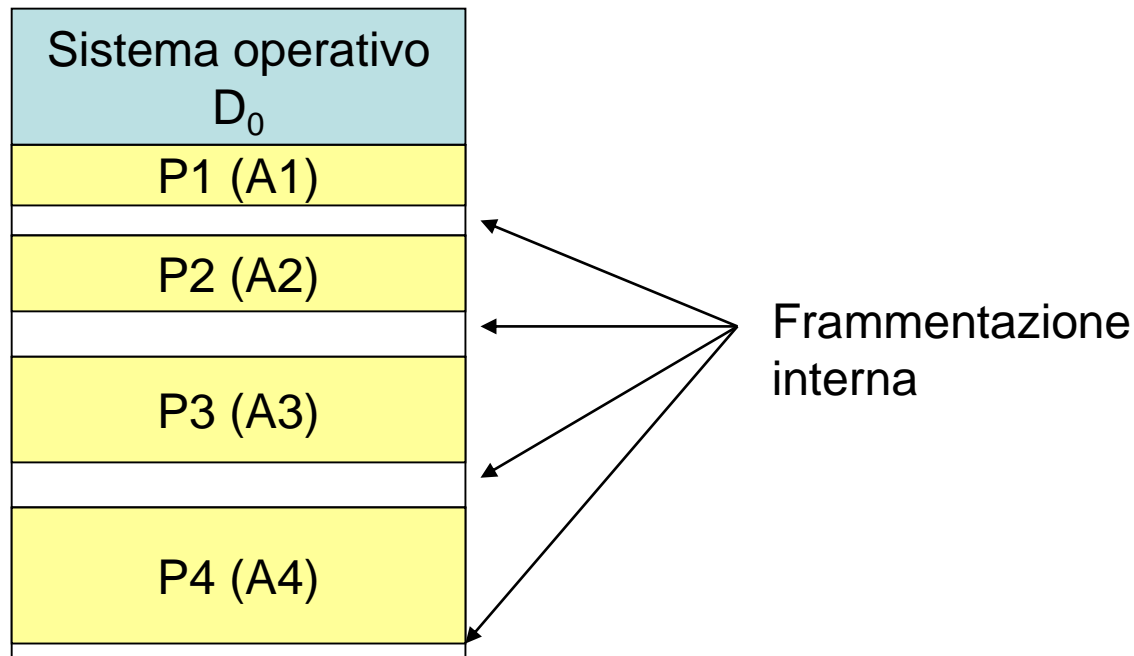 Sistema operativo
D₀
P1 (A1)
P2 (A2)
P3 (A3)
P4 (A4)
Frammentazione
interna